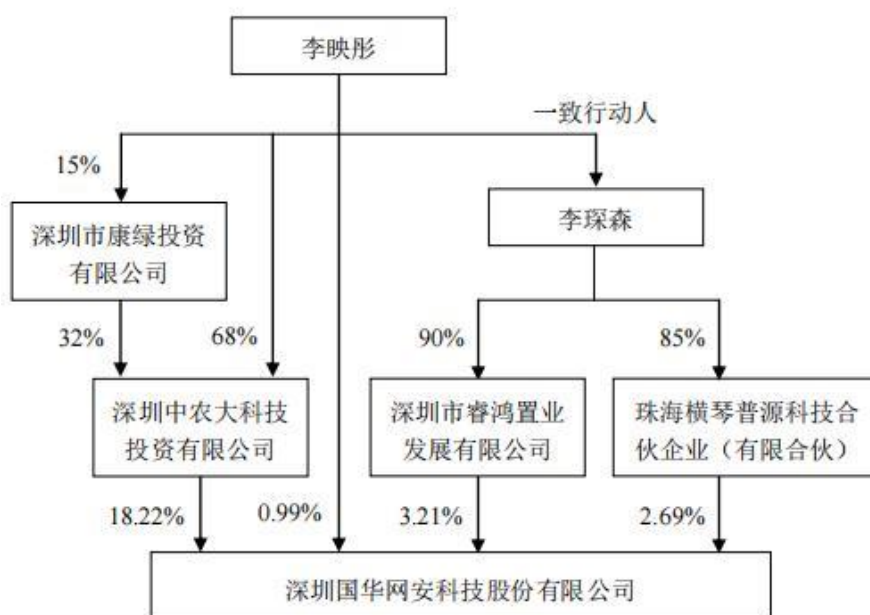 李映彤
一致行动人
15%
深圳市康绿投资
有限公司
李琛森
32%
68%
90%
85%
深圳中农大科技
投资有限公司
深圳市睿鸿置业
发展有限公司
珠海横琴普源科技合
伙企业（有限合伙）
18.22%
0.99%
3.21%
2.69%
深圳国华网安科技股份有限公司